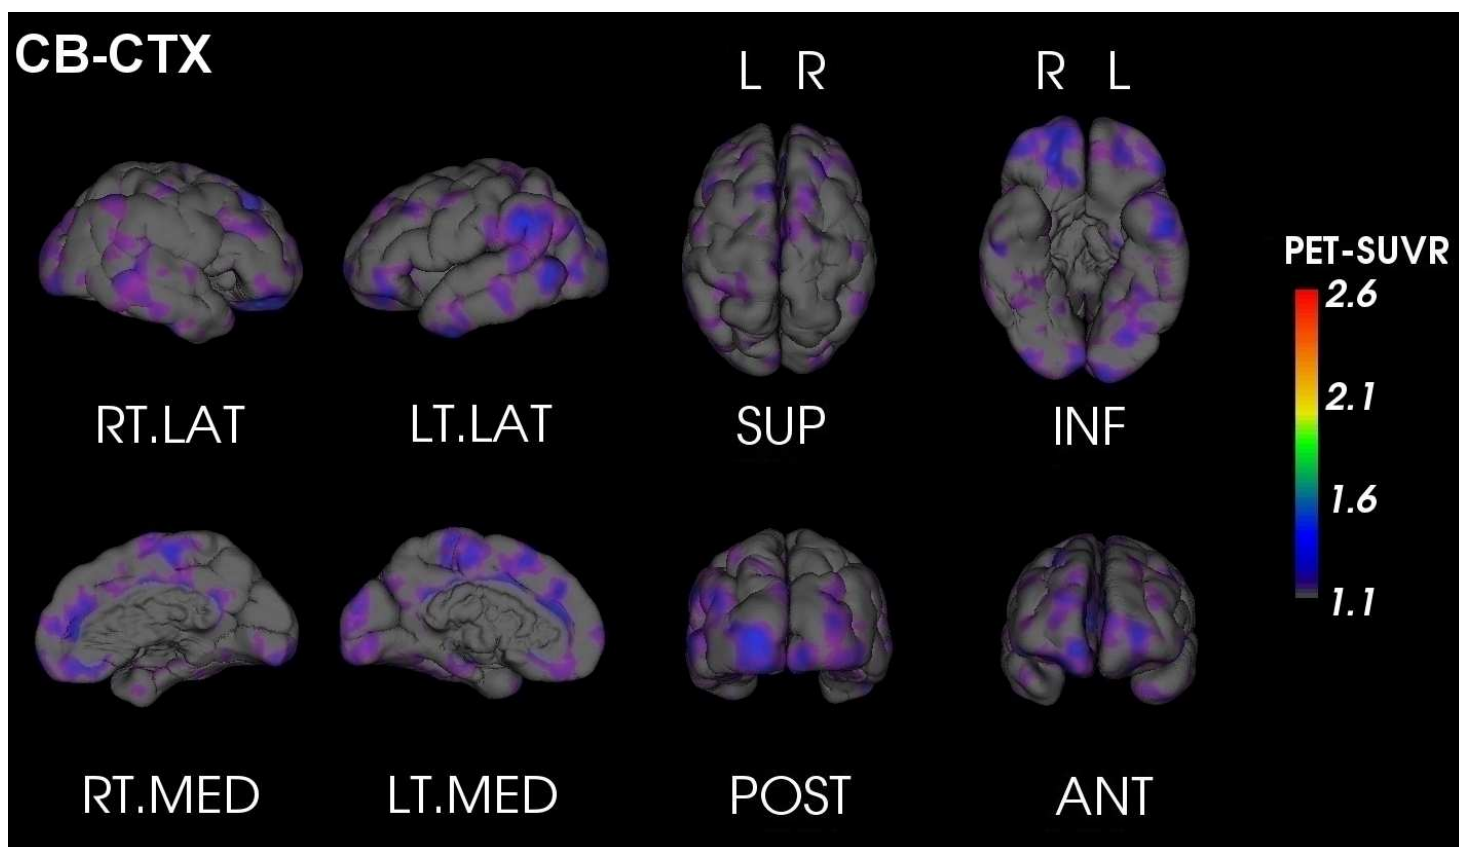 CB-CTX
L R
R L
PET-SUVR
2.6
2.1
1.6
1.1
RT.LAT
LT.LAT
SUP
INF
RT.MED
LT.MED
POST
ANT